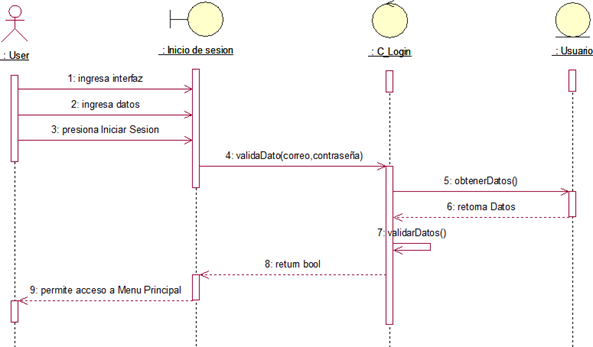 : User
: Inicio de sesion
: C_Login
: Usuario
1: ingresa interfaz
2: ingresa datos
3: presiona Iniciar Sesion
4: validaDato(correo,contraseña)
5: obtenerDatos()
6: retorna Datos
7: validarDatos()
8: return bool
9: permite acceso a Menu Principal